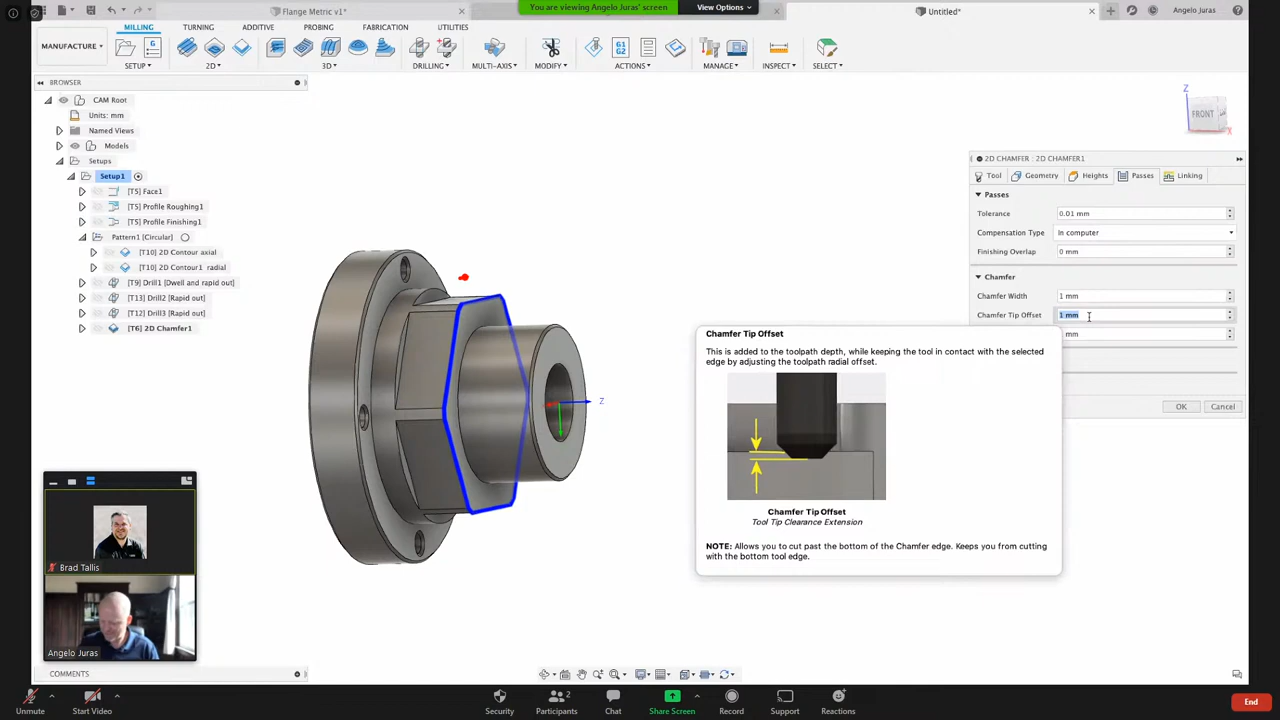 Flange Metric v1*
You are viewing Angelo Juras' screen
View Options
Untitled*
Angelo Juras
MILLING
TURNING
ADDITIVE
PROBING
FABRICATION
UTILITIES
MANUFACTURE
SETUP
2D
3D
DRILLING
MULTI-AXIS
MODIFY
ACTIONS
MANAGE
INSPECT
SELECT
BROWSER
CAM Root
Units: mm
Named Views
Models
Setups
Setup1
[T5] Face1
[T5] Profile Roughing1
[T5] Profile Finishing1
Pattern1 (Circular)
[T10] 2D Contour axial
[T10] 2D Contour1 radial
[T9] Drill1 (Dwell and rapid out)
[T13] Drill2 [Rapid out]
[T12] Drill3 [Rapid out]
[T6] 2D Chamfer1
Z
FRONT
X
Z
2D CHAMFER : 2D CHAMFER1
Tool
Geometry
Heights
Passes
Linking
Passes
Tolerance
0.01 mm
Compensation Type
In computer
Finishing Overlap
0 mm
Chamfer
Chamfer Width
1 mm
Chamfer Tip Offset
1 mm
mm
OK
Cancel
Chamfer Tip Offset
This is added to the toolpath depth, while keeping the tool in contact with the selected
edge by adjusting the toolpath radial offset.
Chamfer Tip Offset
Tool Tip Clearance Extension
NOTE: Allows you to cut past the bottom of the Chamfer edge. Keeps you from cutting
with the bottom tool edge.
Brad Tallis
Angelo Juras
COMMENTS
Unmute
Start Video
Security
2
Participants
Chat
Share Screen
Record
Support
Reactions
End